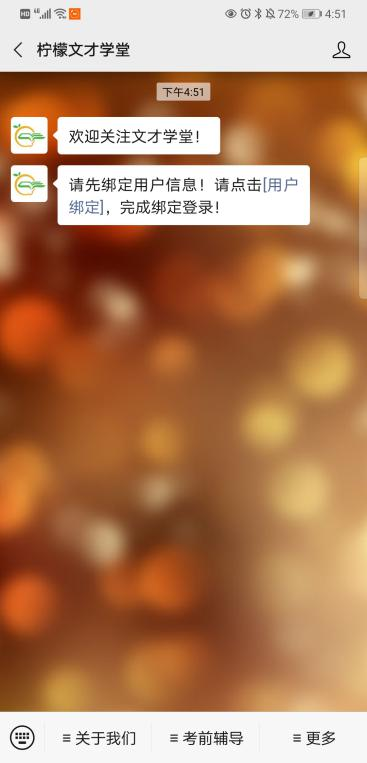 HD 4G 72% 4:51
柠檬文才学堂
下午4:51
欢迎关注文才学堂！
请先绑定用户信息！请点击[用户
绑定]，完成绑定登录！
关于我们 考前辅导 更多